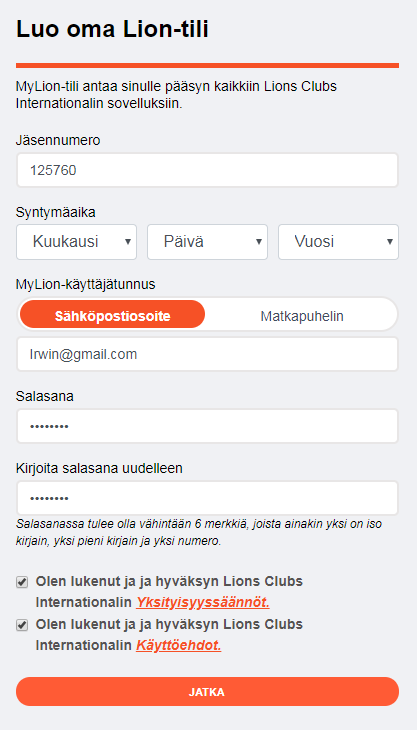 Luo oma Lion-tili
MyLion-tili antaa sinulle pääsyn kaikkiin Lions Clubs
Internationalin sovelluksiin.
Jäsennumero
125760
Syntymäaika
Kuukausi Päivä Vuosi
MyLion-käyttäjätunnus
Sähköpostiosoite Matkapuhelin
Irwin@gmail.com
Salasana
••••••••
Kirjoita salasana uudelleen
••••••••
Salasanassa tulee olla vähintään 6 merkkiä, joista ainakin yksi on iso
kirjain, yksi pieni kirjain ja yksi numero.
Olen lukenut ja ja hyväksyn Lions Clubs
Internationalin Yksityisyyssäännöt.
Olen lukenut ja ja hyväksyn Lions Clubs
Internationalin Käyttöehdot.
JATKA